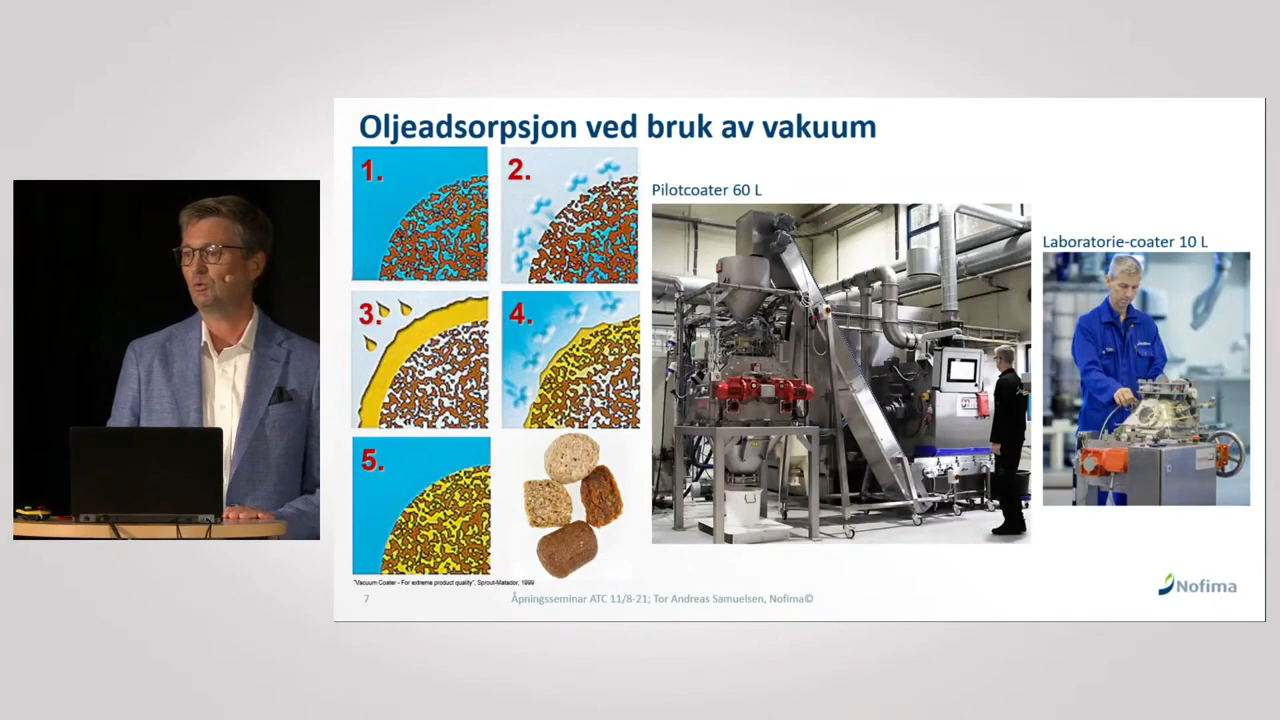 Oljeadsorpsjon ved bruk av vakuum
1.
2.
3.
4.
5.
Pilotcoater 60 L
Laboratorie-coater 10 L
"Vacuum Coater - For extreme product quality", Sprout-Matador, 1999
7
Åpningsseminar ATC 11/8-21; Tor Andreas Samuelsen, Nofima©
Nofima